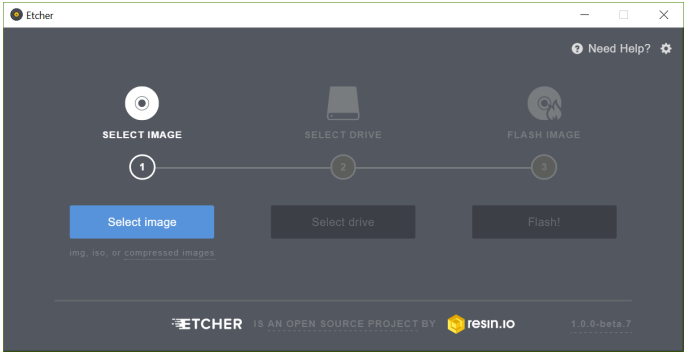 Etcher
Need Help?
SELECT IMAGE
SELECT DRIVE
FLASH IMAGE
1
2
3
Select image
Select drive
Flash!
img, iso, or compressed images
ETCHER IS AN OPEN SOURCE PROJECT BY resin.io 1.0.0-beta.7